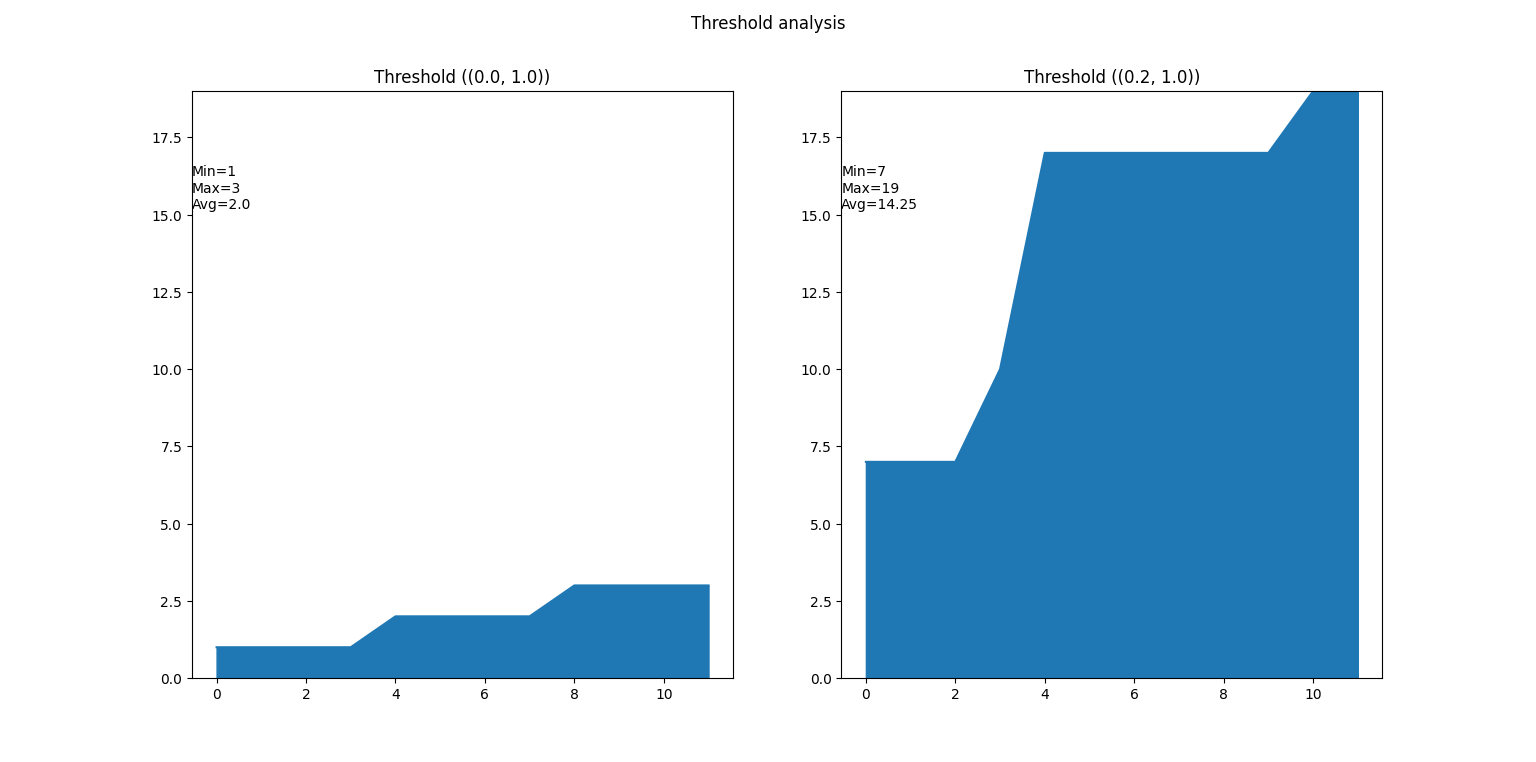 Threshold analysis
Threshold ((0.0, 1.0))
17.5
Min=1
Max=3
Avg=2.0
15.0
12.5
10.0
7.5
5.0
2.5
0.0
0 2 4 6 8 10
Threshold ((0.2, 1.0))
17.5
Min=7
Max=19
Avg=14.25
15.0
12.5
10.0
7.5
5.0
2.5
0.0
0 2 4 6 8 10